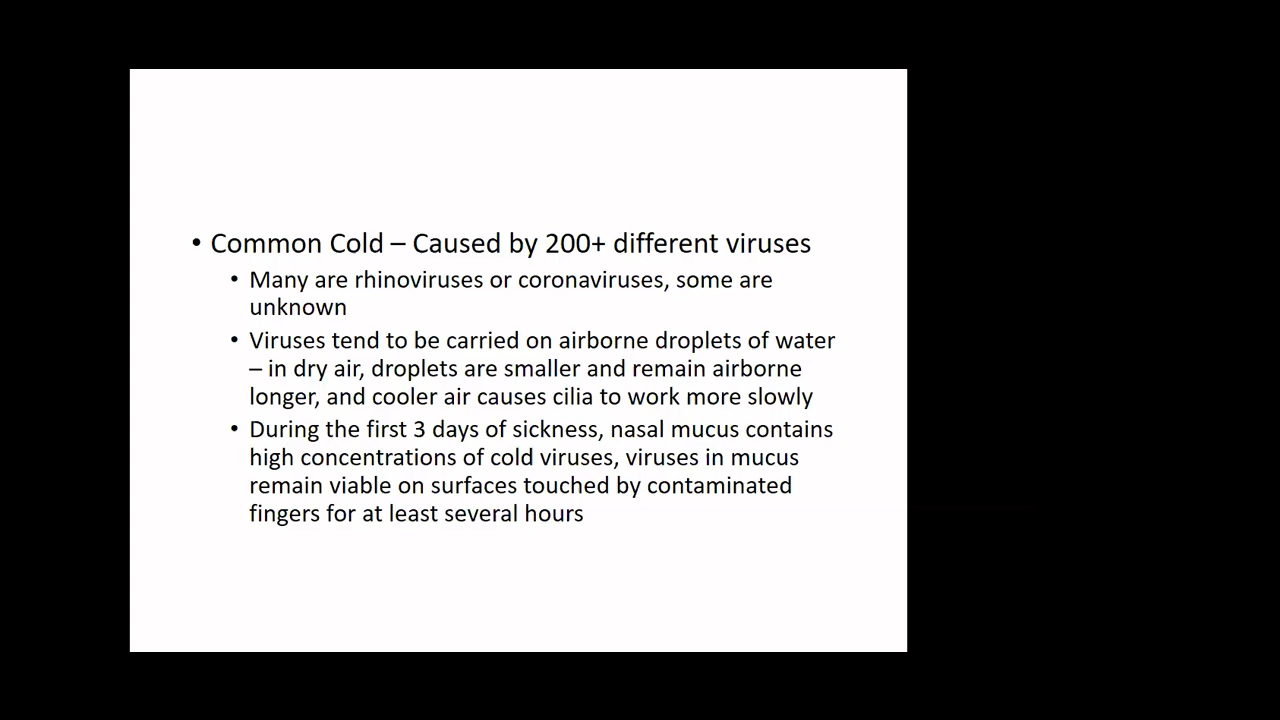 • Common Cold – Caused by 200+ different viruses
• Many are rhinoviruses or coronaviruses, some are
unknown
• Viruses tend to be carried on airborne droplets of water
– in dry air, droplets are smaller and remain airborne
longer, and cooler air causes cilia to work more slowly
• During the first 3 days of sickness, nasal mucus contains
high concentrations of cold viruses, viruses in mucus
remain viable on surfaces touched by contaminated
fingers for at least several hours